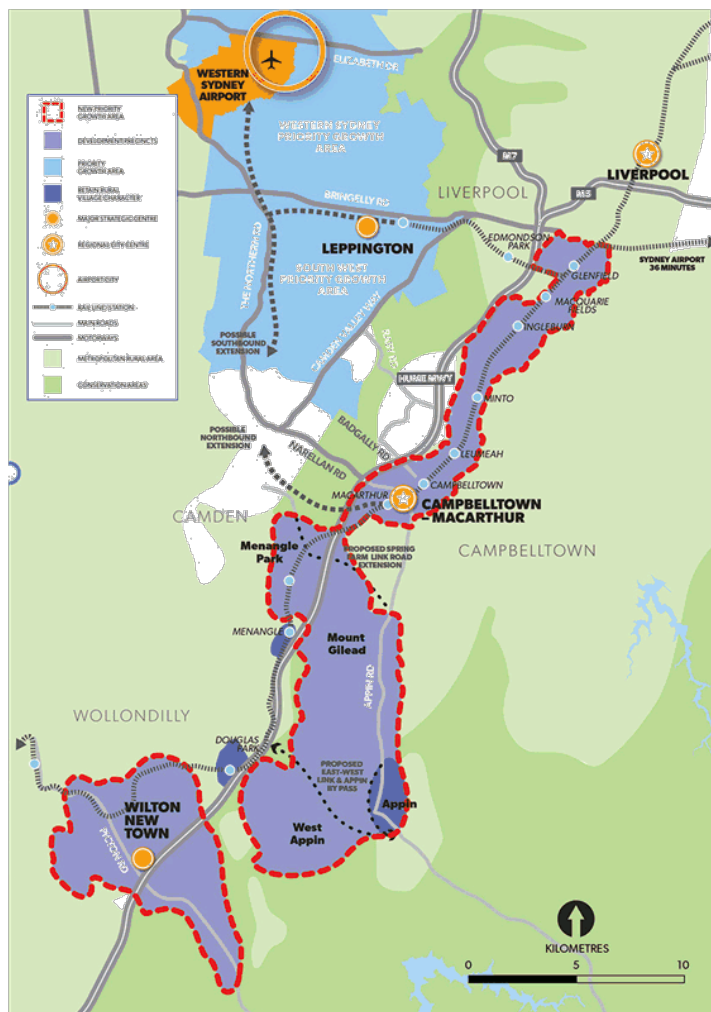 WESTERN
SYDNEY
AIRPORT
ELIZABETH DR
NEW PRIORITY
GROWTH AREA
DEVELOPMENT PRECINCTS
PRIORITY
GROWTH AREA
RETAIN RURAL
VILLAGE CHARACTER
MAJOR STRATEGIC CENTRE
REGIONAL CITY CENTRE
AIRPORT CITY
RAIL LINE/STATION
MAIN ROADS
MOTORWAYS
METROPOLITAN RURAL AREA
CONSERVATION AREAS
WESTERN SYDNEY
PRIORITY GROWTH
AREA
M7
M5
LIVERPOOL
LIVERPOOL
BRINGELLY RD
LEPPINGTON
EDMONDSON
PARK
SYDNEY AIRPORT
36 MINUTES
GLENFIELD
THE NORTHERN RD
SOUTH WEST
PRIORITY GROWTH
AREA
CAMDEN VALLEY WAY
MACQUARIE
FIELDS
INGLEBURN
POSSIBLE
SOUTHBOUND
EXTENSION
HUME MWY
MINTO
BADGALLY RD
POSSIBLE
NORTHBOUND
EXTENSION
NARELLAN RD
LEUMEAH
CAMPBELLTOWN
MACARTHUR
CAMPBELLTOWN
– MACARTHUR
CAMDEN
CAMPBELLTOWN
Menangle
Park
PROPOSED SPRING
FARM LINK ROAD
EXTENSION
MENANGLE
Mount
Gilead
APPIN RD
WOLLONDILLY
DOUGLAS
PARK
PROPOSED
EAST-WEST
LINK & APPIN
BY PASS
Appin
WILTON
NEW
TOWN
PICTON RD
West
Appin
KILOMETRES
0 5 10